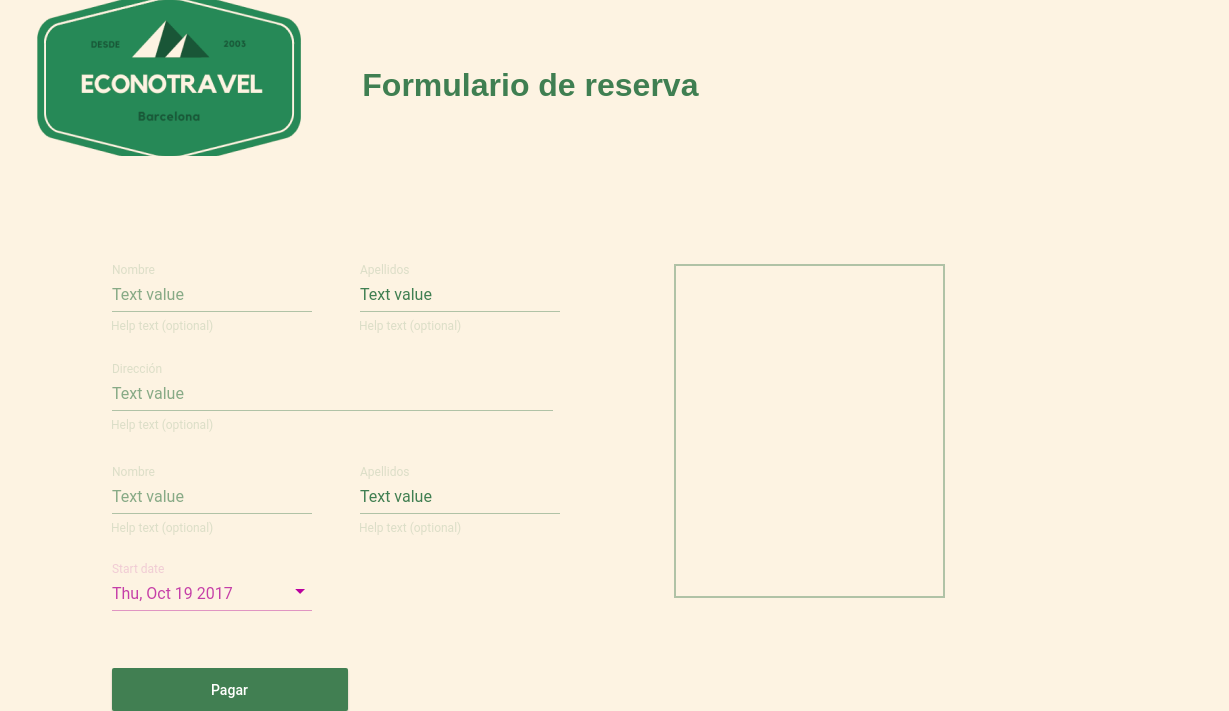 DESDE 2005
ECONOTRAVEL
Barcelona
Formulario de reserva
Nombre Apellidos
Text value Text value
Help text (optional) Help text (optional)
Dirección
Text value
Help text (optional)
Nombre Apellidos
Text value Text value
Help text (optional) Help text (optional)
Start date
Thu, Oct 19 2017
Pagar